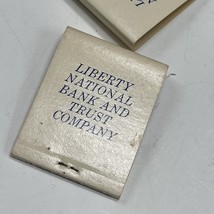 LIBERTY
NATIONAL
BANK AND
TRUST
COMPANY